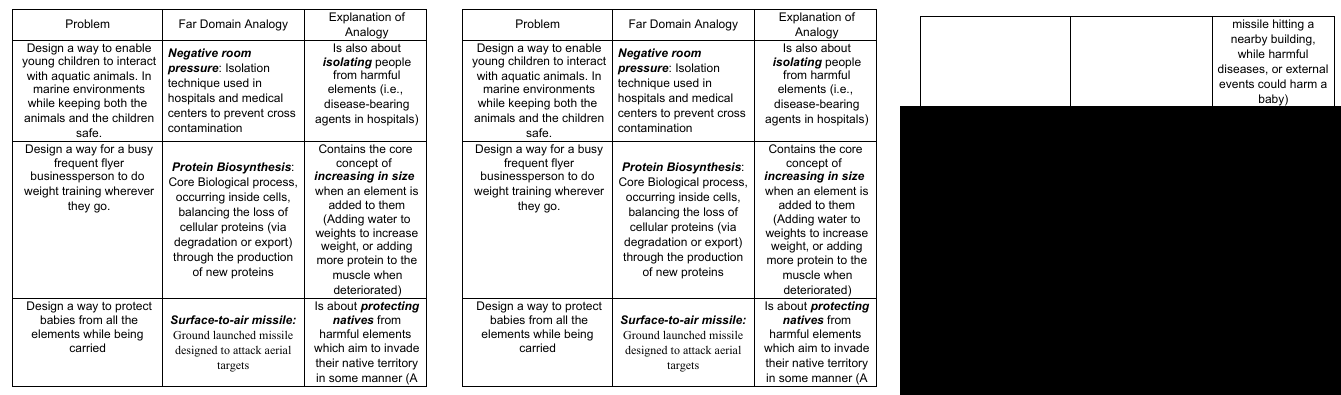 Problem
Far Domain Analogy
Explanation of
Analogy
Design a way to enable
young children to interact
with aquatic animals. In
marine environments
while keeping both the
animals and the children
safe.
Negative room
pressure: Isolation
technique used in
hospitals and medical
centers to prevent cross
contamination
Is also about
isolating people
from harmful
elements (i.e.,
disease-bearing
agents in hospitals)
Design a way for a busy
frequent flyer
businessperson to do
weight training wherever
they go.
Protein Biosynthesis:
Core Biological process,
occurring inside cells,
balancing the loss of
cellular proteins (via
degradation or export)
through the production
of new proteins
Contains the core
concept of
increasing in size
when an element is
added to them
(Adding water to
weights to increase
weight, or adding
more protein to the
muscle when
deteriorated)
Design a way to protect
babies from all the
elements while being
carried
Surface-to-air missile:
Ground launched missile
designed to attack aerial
targets
Is about protecting
natives from
harmful elements
which aim to invade
their native territory
in some manner (A
Problem
Far Domain Analogy
Explanation of
Analogy
Design a way to enable
young children to interact
with aquatic animals. In
marine environments
while keeping both the
animals and the children
safe.
Negative room
pressure: Isolation
technique used in
hospitals and medical
centers to prevent cross
contamination
Is also about
isolating people
from harmful
elements (i.e.,
disease-bearing
agents in hospitals)
Design a way for a busy
frequent flyer
businessperson to do
weight training wherever
they go.
Protein Biosynthesis:
Core Biological process,
occurring inside cells,
balancing the loss of
cellular proteins (via
degradation or export)
through the production
of new proteins
Contains the core
concept of
increasing in size
when an element is
added to them
(Adding water to
weights to increase
weight, or adding
more protein to the
muscle when
deteriorated)
Design a way to protect
babies from all the
elements while being
carried
Surface-to-air missile:
Ground launched missile
designed to attack aerial
targets
Is about protecting
natives from
harmful elements
which aim to invade
their native territory
in some manner (A
missile hitting a
nearby building,
while harmful
diseases, or external
events could harm a
baby)